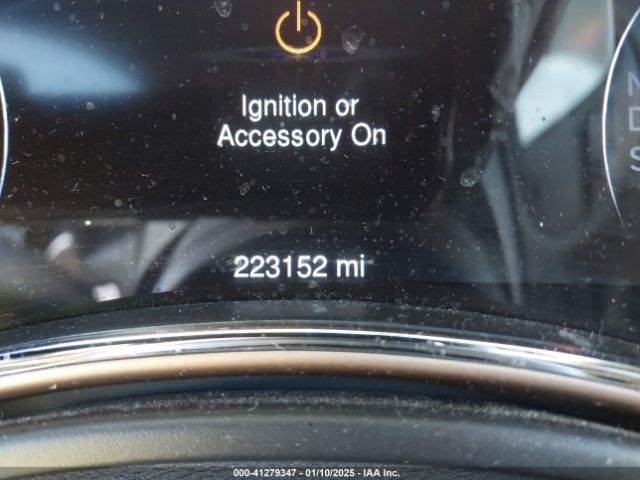 Ignition or
Accessory On
N
D
S
223152 mi
000-41279347 - 01/10/2025 - IAA Inc.